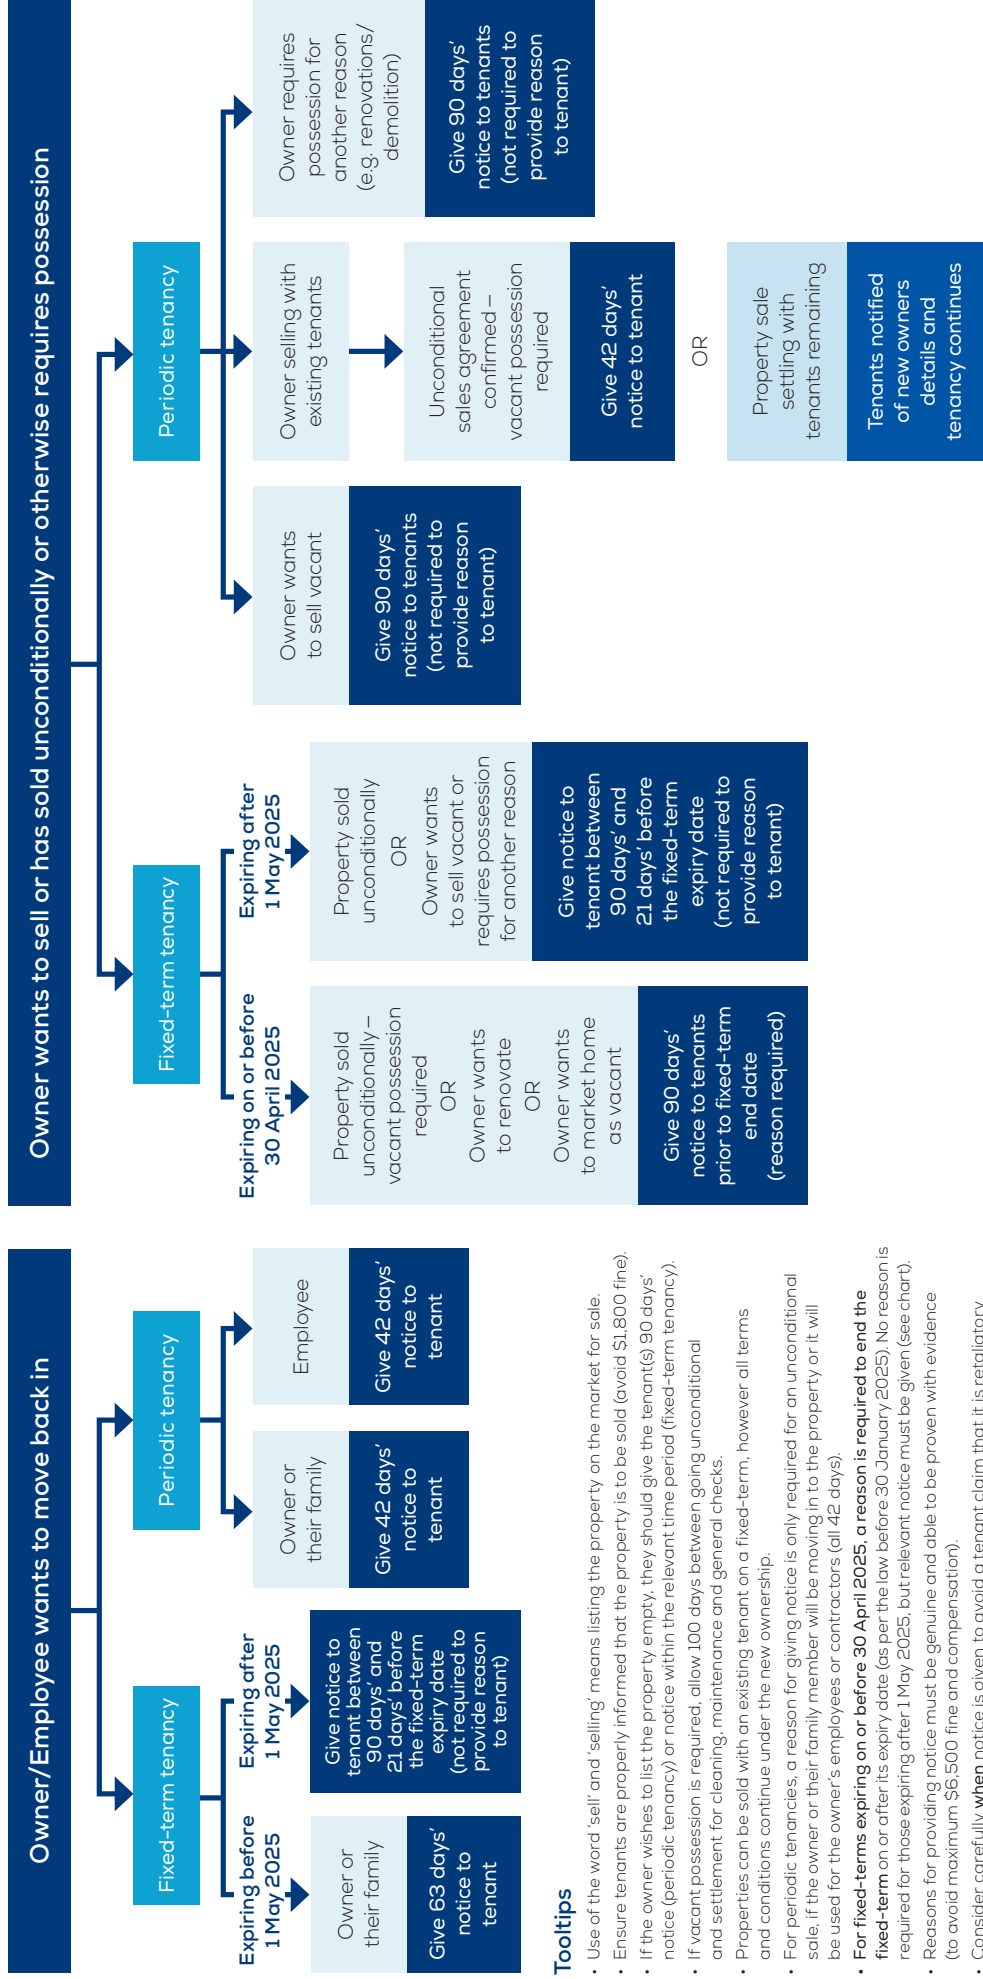 Owner/Employee wants to move back in
Fixed-term tenancy
Expiring before
1 May 2025
Owner or
their family
Give 63 days’
notice to
tenant
Expiring after
1 May 2025
Give notice to
tenant between
90 days’ and
21 days’ before
the fixed-term
expiry date
(not required to
provide reason
to tenant)
Periodic tenancy
Owner or
their family
Give 42 days’
notice to
tenant
Employee
Give 42 days’
notice to
tenant
Owner wants to sell or has sold unconditionally or otherwise requires possession
Fixed-term tenancy
Expiring on or before
30 April 2025
Property sold
unconditionally –
vacant possession
required
OR
Owner wants
to renovate
OR
Owner wants
to market home
as vacant
Give 90 days’
notice to tenants
prior to fixed-term
end date
(reason required)
Expiring after
1 May 2025
Property sold
unconditionally
OR
Owner wants
to sell vacant or
requires possession
for another reason
Give notice to
tenant between
90 days’ and
21 days’ before
the fixed-term
expiry date
(not required to
provide reason
to tenant)
Periodic tenancy
Owner wants
to sell vacant
Give 90 days’
notice to tenants
(not required to
provide reason
to tenant)
Owner selling with
existing tenants
Unconditional
sales agreement
confirmed –
vacant possession
required
Give 42 days’
notice to tenant
OR
Property sale
settling with
tenants remaining
Tenants notified
of new owners
details and
tenancy continues
Owner requires
possession for
another reason
(e.g. renovations/
demolition)
Give 90 days’
notice to tenants
(not required to
provide reason
to tenant)
Tooltips
• Use of the word ‘sell’ and ‘selling’ means listing the property on the market for sale.
• Ensure tenants are properly informed that the property is to be sold (avoid $1,800 fine).
• If the owner wishes to list the property empty, they should give the tenant(s) 90 days’
notice (periodic tenancy) or notice within the relevant time period (fixed-term tenancy).
• If vacant possession is required, allow 100 days between going unconditional
and settlement for cleaning, maintenance and general checks.
• Properties can be sold with an existing tenant on a fixed-term, however all terms
and conditions continue under the new ownership.
• For periodic tenancies, a reason for giving notice is only required for an unconditional
sale, if the owner or their family member will be moving in to the property or it will
be used for the owner’s employees or contractors (all 42 days).
• For fixed-terms expiring on or before 30 April 2025, a reason is required to end the
fixed-term on or after its expiry date (as per the law before 30 January 2025). No reason is
required for those expiring after 1 May 2025, but relevant notice must be given (see chart).
• Reasons for providing notice must be genuine and able to be proven with evidence
(to avoid maximum $6,500 fine and compensation).
• Consider carefully when notice is given to avoid a tenant claim that it is retaliatory